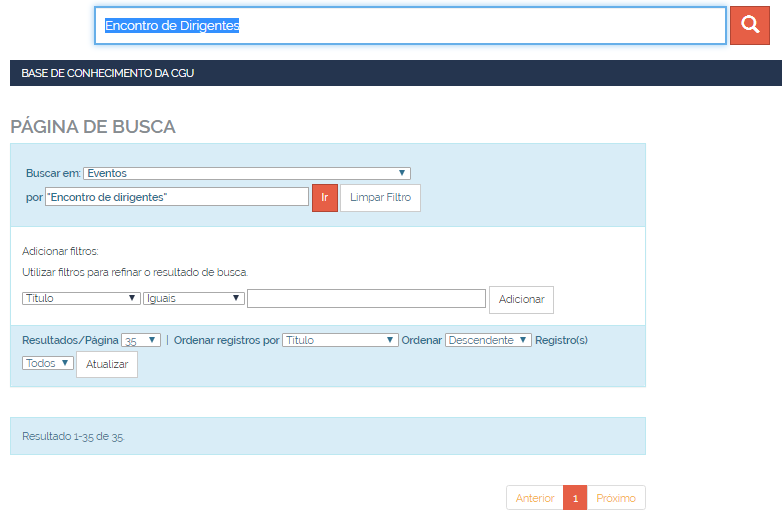 Encontro de Dirigentes
BASE DE CONHECIMENTO DA CGU
PÁGINA DE BUSCA
Buscar em: Eventos
por "Encontro de dirigentes" Ir Limpar Filtro
Adicionar filtros:
Utilizar filtros para refinar o resultado de busca.
Título Iguais Adicionar
Resultados/Página 35 | Ordenar registros por Título Ordenar Descendente Registro(s)
Todos Atualizar
Resultado 1-35 de 35.
Anterior 1 Próximo